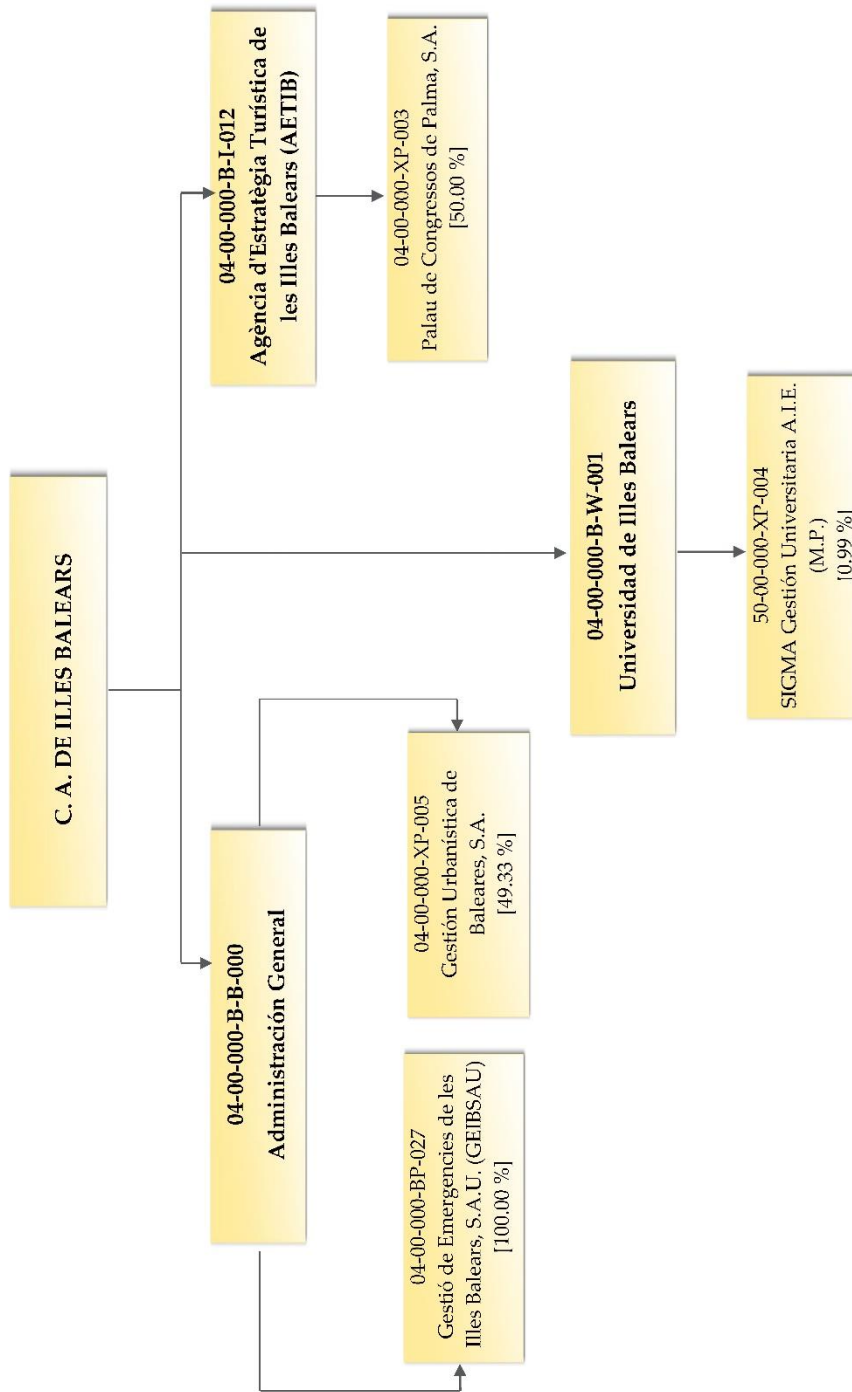 C. A. DE ILLES BALEARS
04-00-000-B-B-000
Administración General
04-00-000-B-I-012
Agència d'Estratègia Turística de
les Illes Balears (AETIB)
04-00-000-BP-027
Gestió de Emergencies de les
Illes Balears, S.A.U. (GEIBSAU)
[100.00 %]
04-00-000-XP-005
Gestión Urbanística de
Baleares, S.A.
[49.33 %]
04-00-000-XP-003
Palau de Congressos de Palma, S.A.
[50.00 %]
04-00-000-B-W-001
Universidad de Illes Balears
50-00-000-XP-004
SIGMA Gestión Universitaria A.I.E.
(M.P.)
[0.99 %]